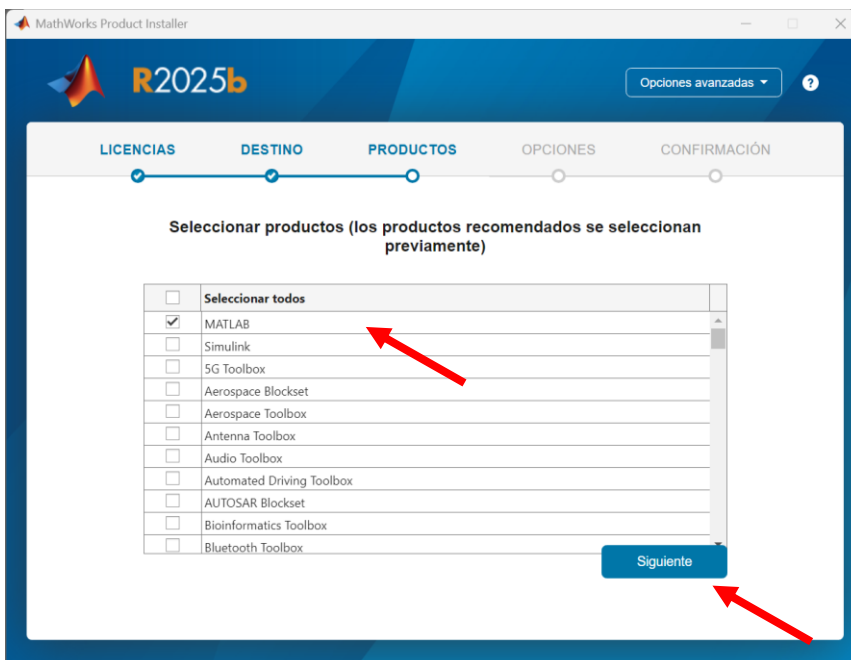 MathWorks Product Installer
R2025b
Opciones avanzadas
?
LICENCIAS DESTINO PRODUCTOS OPCIONES CONFIRMACIÓN
Seleccionar productos (los productos recomendados se seleccionan
previamente)
Seleccionar todos
MATLAB
Simulink
5G Toolbox
Aerospace Blockset
Aerospace Toolbox
Antenna Toolbox
Audio Toolbox
Automated Driving Toolbox
AUTOSAR Blockset
Bioinformatics Toolbox
Bluetooth Toolbox
Siguiente